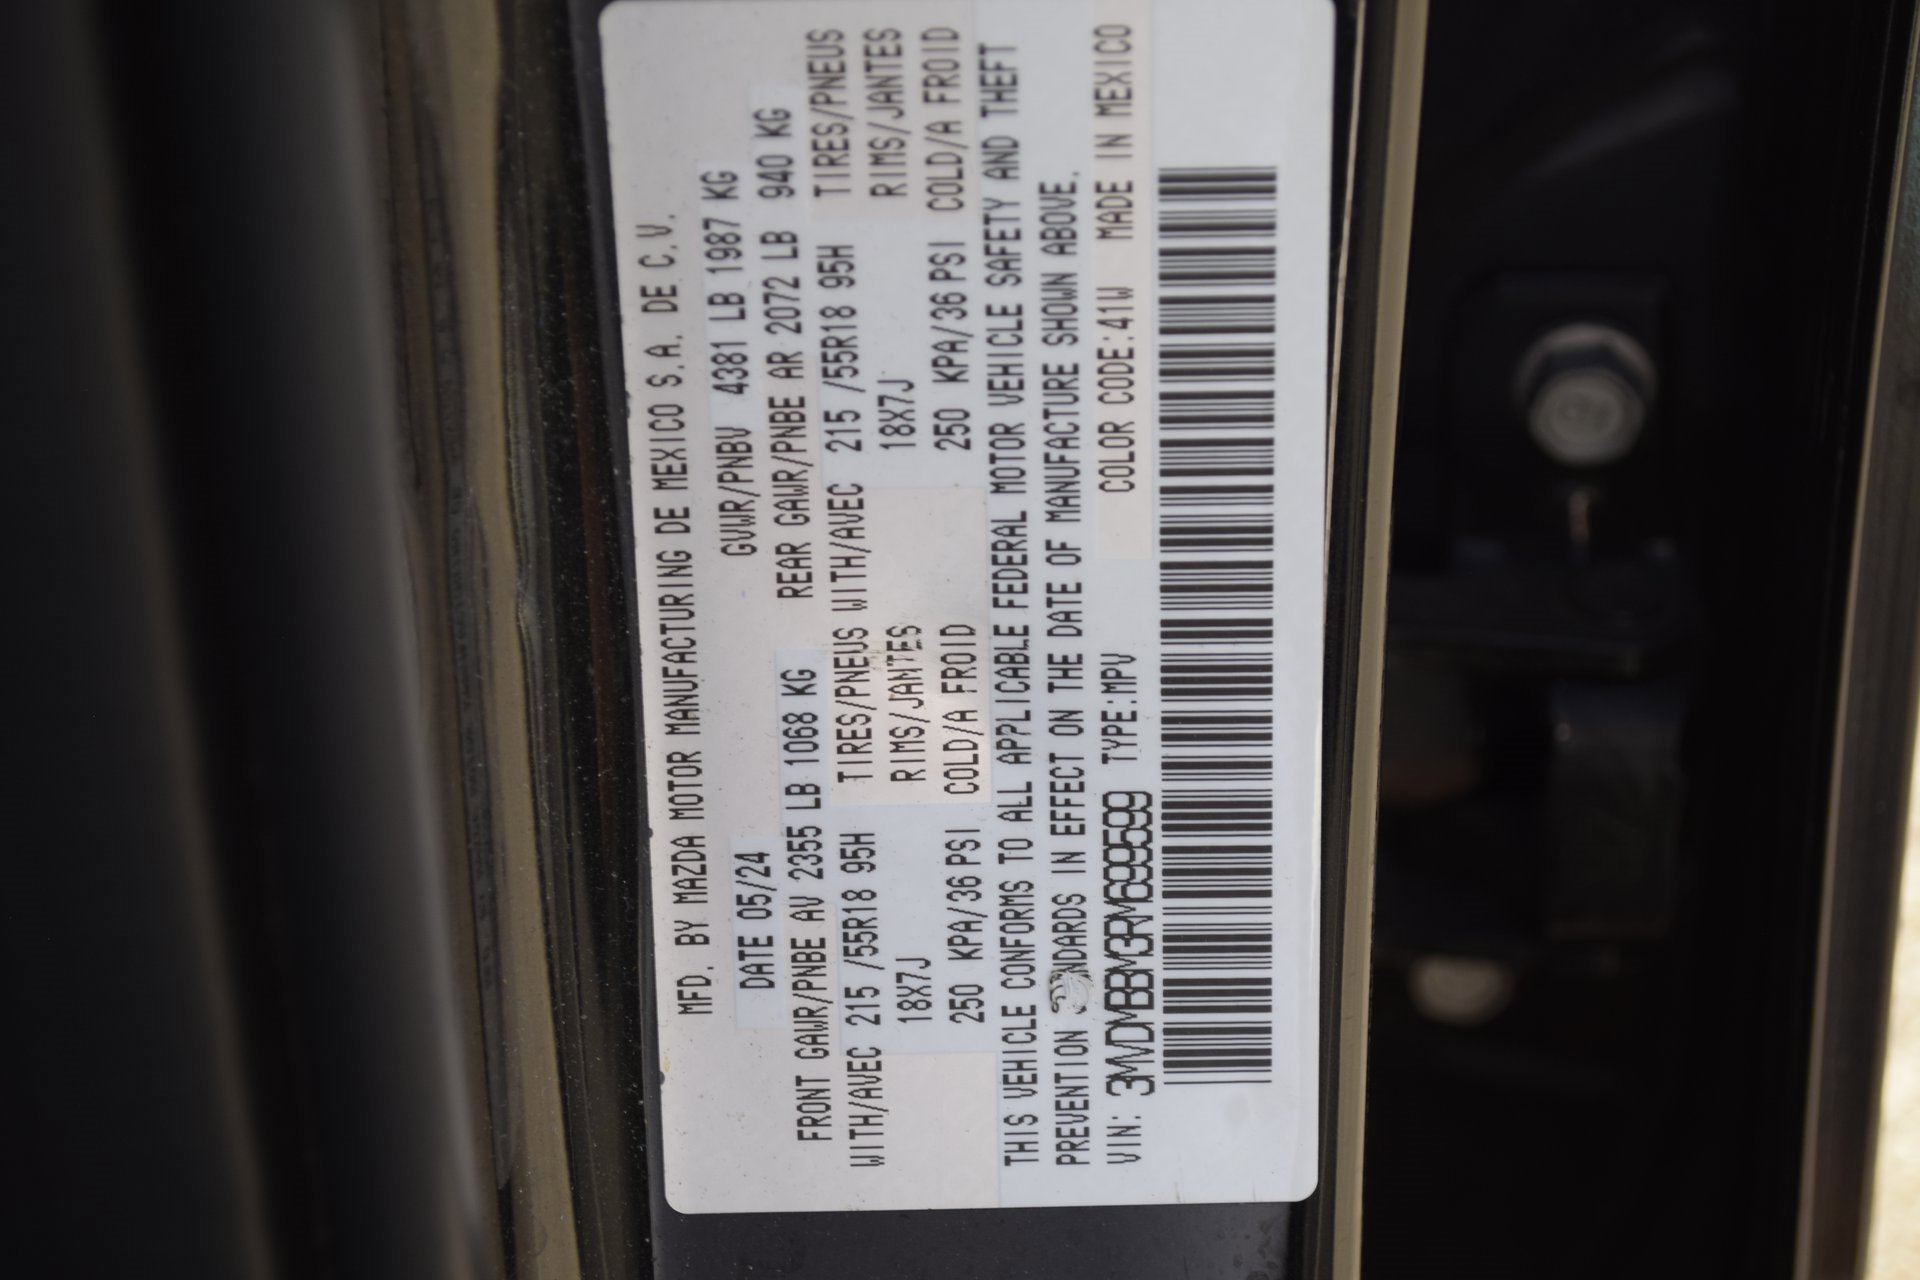 MFD. BY MAZDA MOTOR MANUFACTURING DE MEXICO S.A. DE C.V.
DATE 05/24 GVWR/PNBV 4381 LB 1987 KG
FRONT GAWR/PNBE AV 2355 LB 1068 KG REAR GAWR/PNBE AR 2072 LB 940 KG
WITH/AVEC 215 /55R18 95H TIRES/PNEUS WITH/AVEC 215 /55R18 95H TIRES/PNEUS
18X7J RIMS/JANTES 18X7J RIMS/JANTES
250 KPA/36 PSI COLD/A FROID 250 KPA/36 PSI COLD/A FROID
THIS VEHICLE CONFORMS TO ALL APPLICABLE FEDERAL MOTOR VEHICLE SAFETY AND THEFT
PREVENTION STANDARDS IN EFFECT ON THE DATE OF MANUFACTURE SHOWN ABOVE.
VIN: 3MVDMBBM3RM699599 TYPE:MPV COLOR CODE:41W MADE IN MEXICO